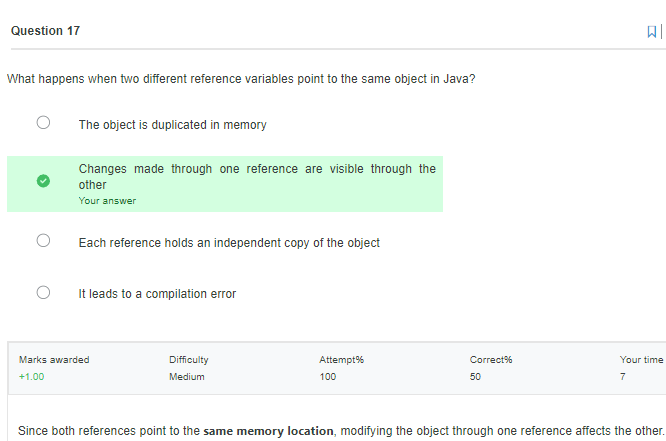 Question 17
What happens when two different reference variables point to the same object in Java?
The object is duplicated in memory
Changes made through one reference are visible through the
other
Your answer
Each reference holds an independent copy of the object
It leads to a compilation error
Marks awarded Difficulty Attempt% Correct% Your time
+1.00 Medium 100 50 7
Since both references point to the same memory location, modifying the object through one reference affects the other.